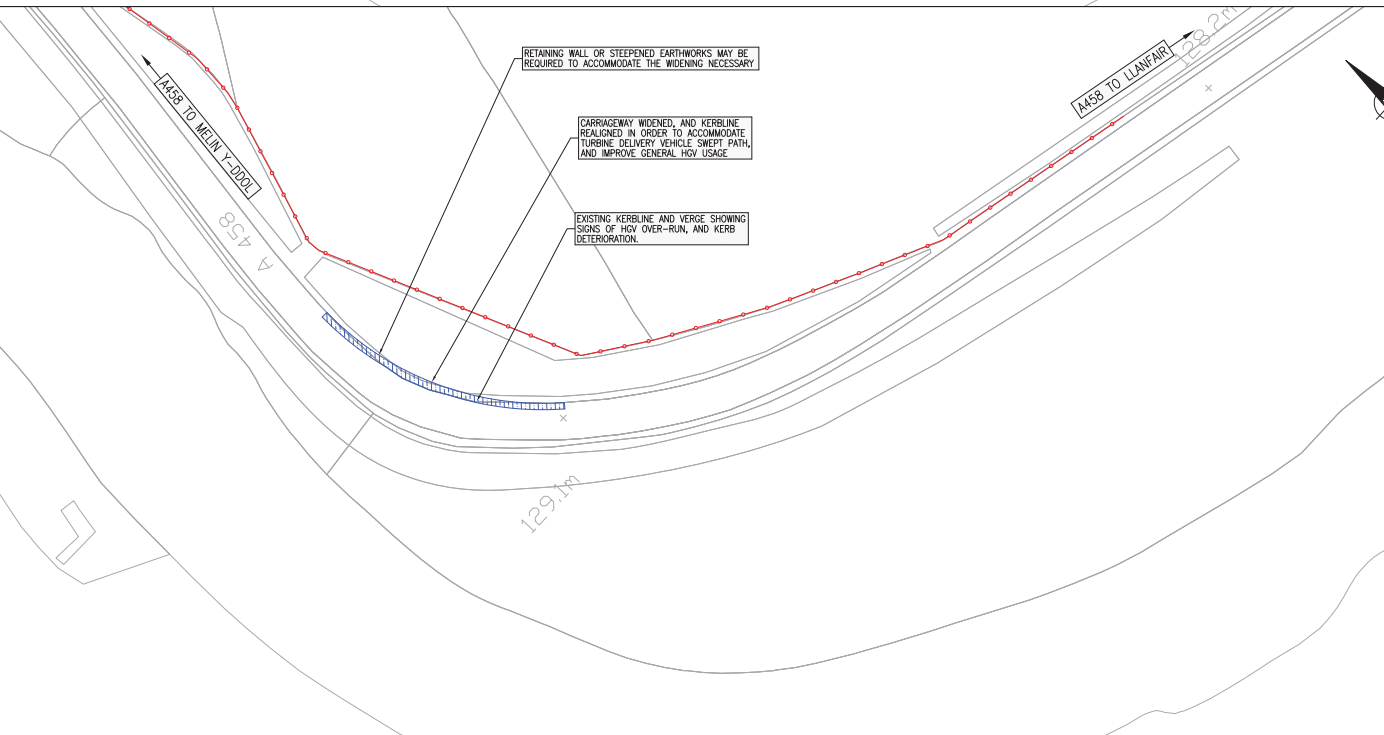 RETAINING WALL OR STEEPENED EARTHWORKS MAY BE
REQUIRED TO ACCOMMODATE THE WIDENING NECESSARY
CARRIAGEWAY WIDENED, AND KERBLINE
REALIGNED IN ORDER TO ACCOMMODATE
TURBINE DELIVERY VEHICLE SWEPT PATH,
AND IMPROVE GENERAL HGV USAGE
EXISTING KERBLINE AND VERGE SHOWING
SIGNS OF HGV OVER-RUN, AND KERB
DETERIORATION.
A458 TO MELIN Y-DDOL
A458 TO LLANFAIR
128.2m
A 458
129.1m